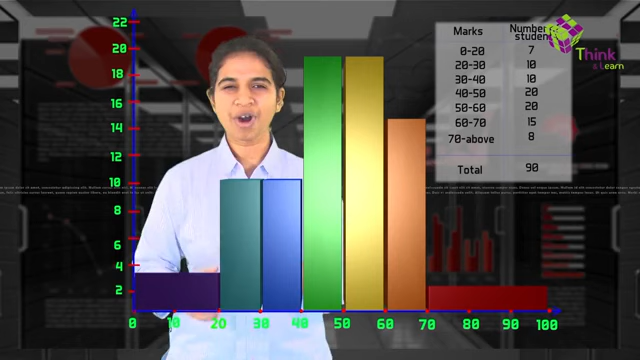 Marks Number of students
0-20 7
20-30 10
30-40 10
40-50 20
50-60 20
60-70 15
70-above 8
Total 90
Think
& Learn
22
20
18
16
14
12
10
8
6
4
2
0 10 20 30 40 50 60 70 80 90 100